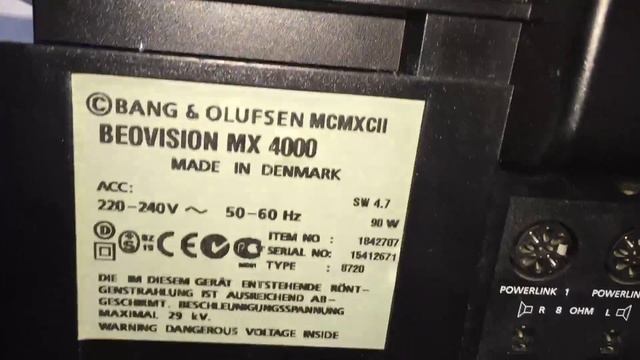 © BANG & OLUFSEN MCMXCII
BEOVISION MX 4000
MADE IN DENMARK
ACC: SW 4.7
220-240V ~ 50-60 Hz 90 W
ITEM NO : 1842707
SERIAL NO: 15412671
TYPE : 8720
DIE IM DIESEM GERÄT ENTSTEHENDE RÖNT-
GENSTRAHLUNG IST AUSREICHEND AB-
GESCHIRMT. BESCHLEUNIGUNGSSPANNUNG
MAXIMAL 29 kV.
WARNING DANGEROUS VOLTAGE INSIDE
POWERLINK 1 POWERLIN
R 8 OHM L